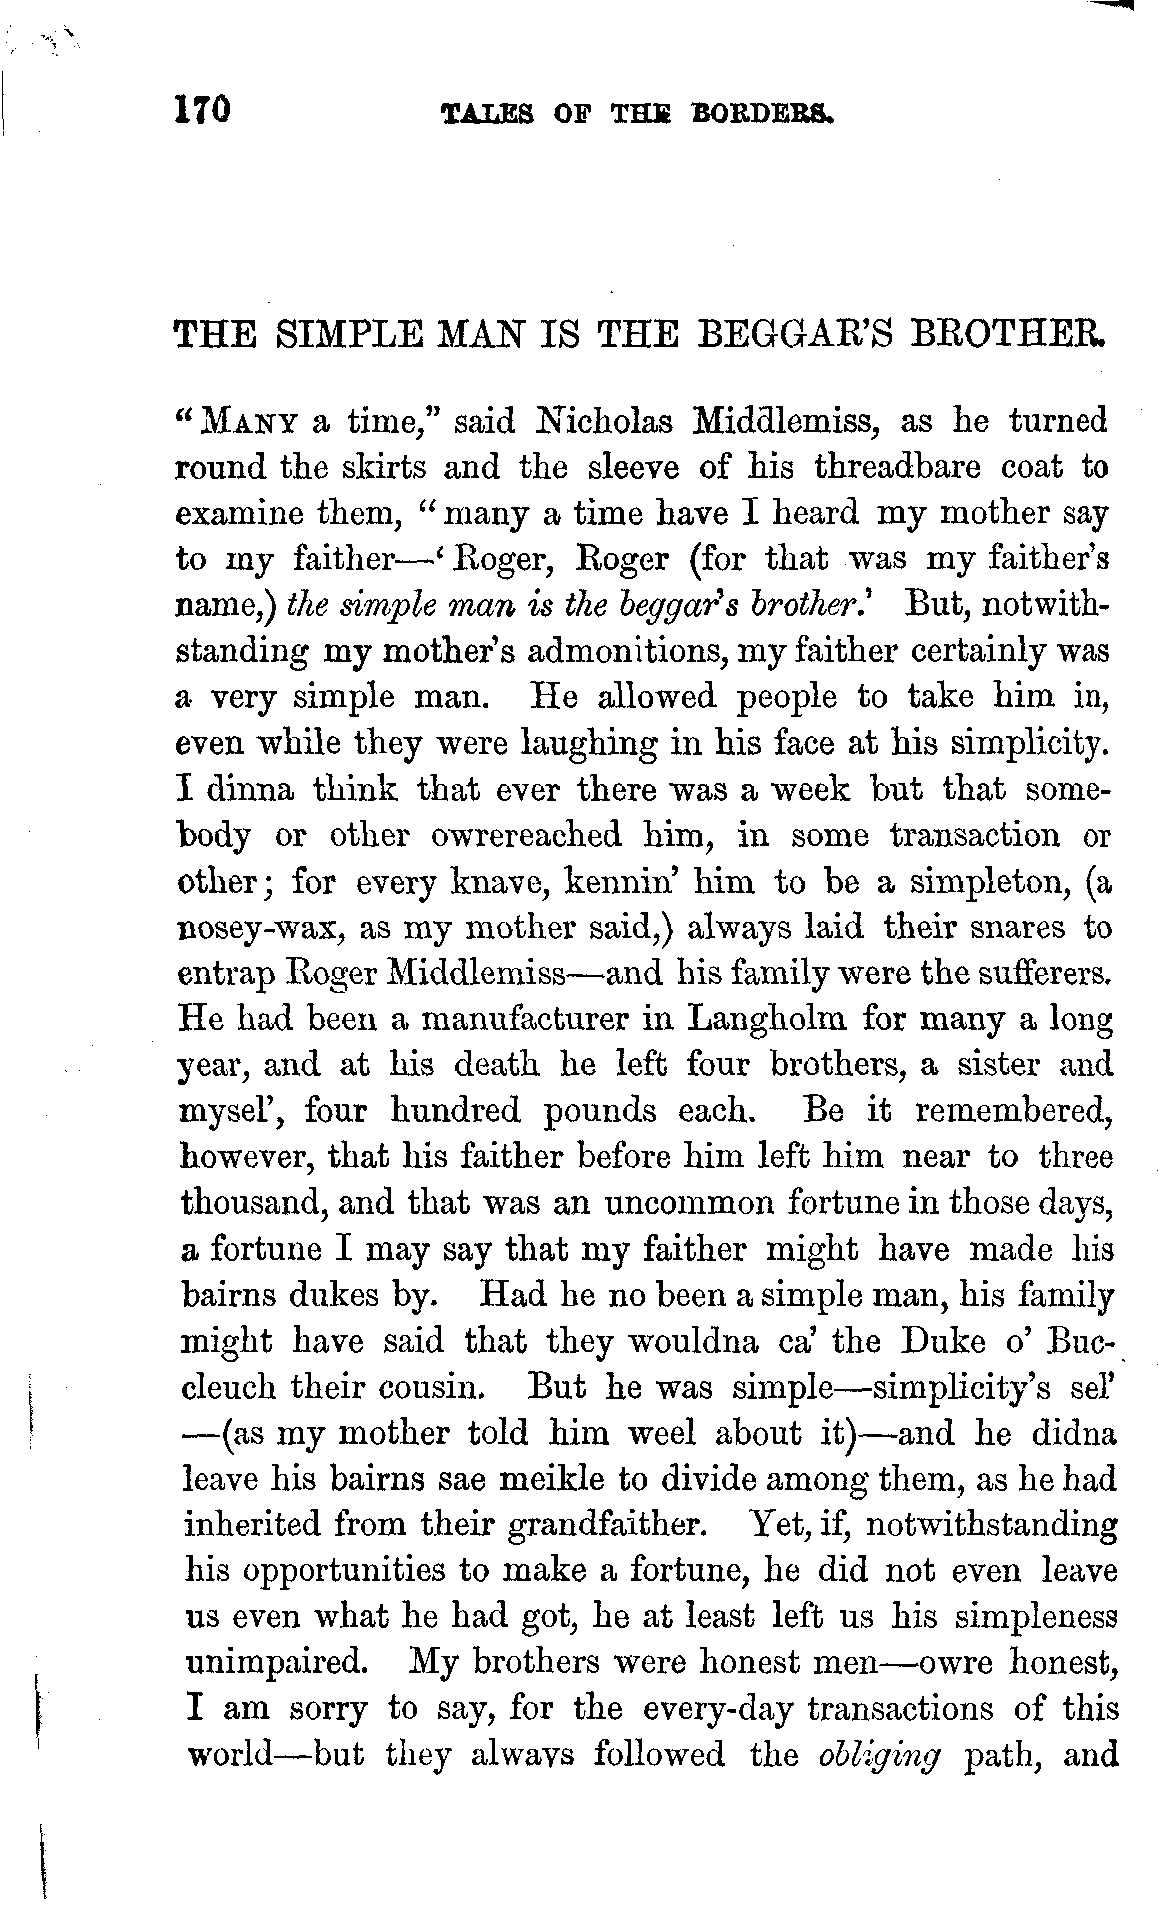 170 TALES OF THE BORDERS.
THE SIMPLE MAN IS THE BEGGAR'S BROTHER.
"MANY a time," said Nicholas Middlemiss, as he turned
round the skirts and the sleeve of his threadbare coat to
examine them, "many a time have I heard my mother say
to my faither—'Roger, Roger (for that was my faither's
name,) the simple man is the beggar's brother.' But, notwith-
standing my mother's admonitions, my faither certainly was
a very simple man. He allowed people to take him in,
even while they were laughing in his face at his simplicity.
I dinna think that ever there was a week but that some-
body or other owrereached him, in some transaction or
other; for every knave, kennin' him to be a simpleton, (a
nosey-wax, as my mother said,) always laid their snares to
entrap Roger Middlemiss—and his family were the sufferers.
He had been a manufacturer in Langholm for many a long
year, and at his death he left four brothers, a sister and
mysel', four hundred pounds each. Be it remembered,
however, that his faither before him left him near to three
thousand, and that was an uncommon fortune in those days,
a fortune I may say that my faither might have made his
bairns dukes by. Had he no been a simple man, his family
might have said that they wouldna ca' the Duke o' Buc-
cleuch their cousin. But he was simple—simplicity's sel'
—(as my mother told him weel about it)—and he didna
leave his bairns sae meikle to divide among them, as he had
inherited from their grandfaither. Yet, if, notwithstanding
his opportunities to make a fortune, he did not even leave
us even what he had got, he at least left us his simpleness
unimpaired. My brothers were honest men—owre honest,
I am sorry to say, for the every-day transactions of this
world—but they always followed the obliging path, and